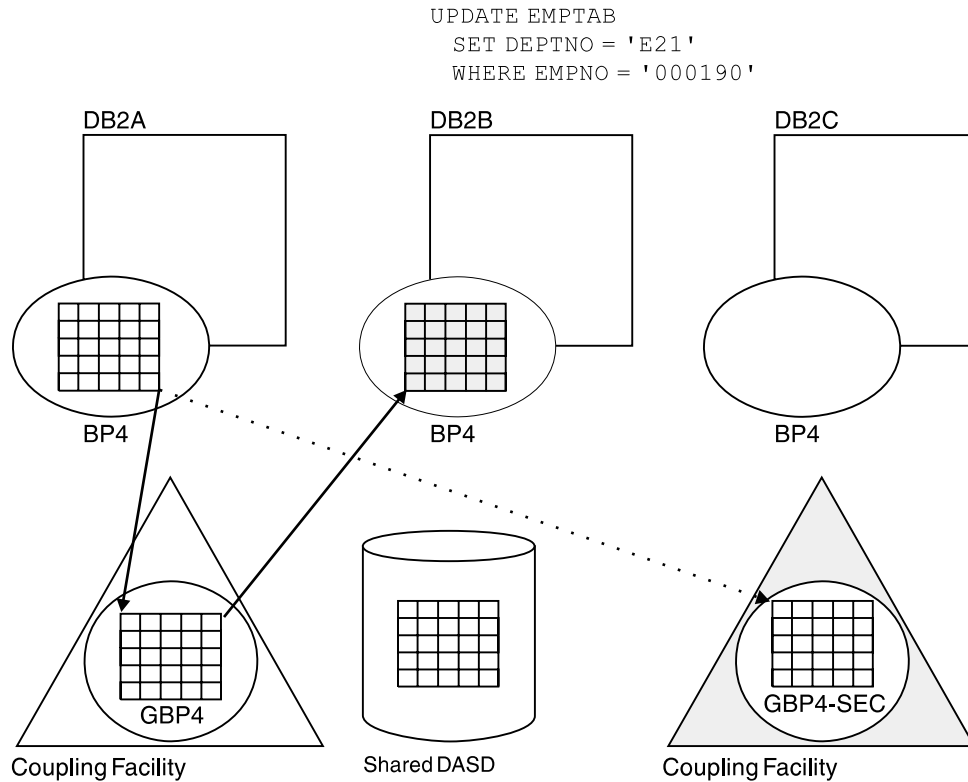 UPDATE EMPTAB
SET DEPTNO = 'E21'
WHERE EMPNO = '000190'
DB2A
DB2B
DB2C
BP4
BP4
BP4
GBP4
GBP4-SEC
Coupling Facility
Shared DASD
Coupling Facility